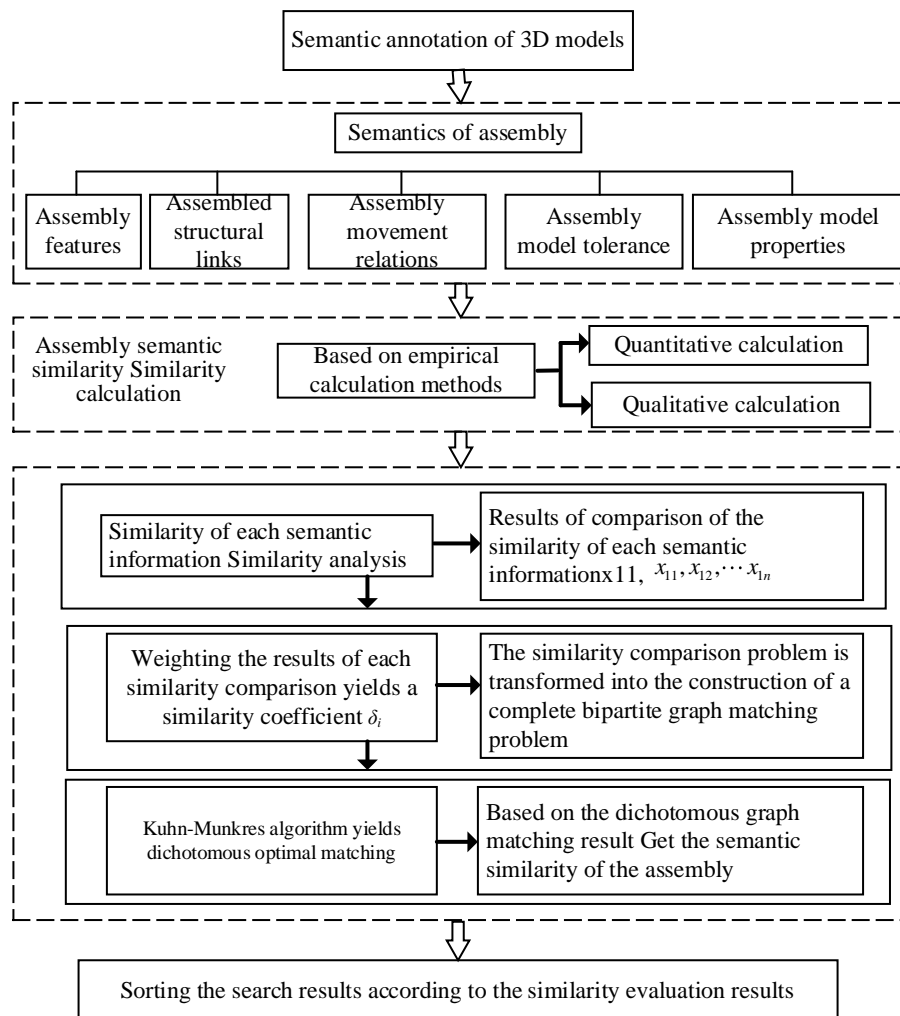 Semantic annotation of 3D models
Semantics of assembly
Assembly
features
Assembled
structural
links
Assembly
movement
relations
Assembly
model tolerance
Assembly model
properties
Assembly semantic
similarity Similarity
calculation
Based on empirical
calculation methods
Quantitative calculation
Qualitative calculation
Similarity of each semantic
information Similarity analysis
Results of comparison of the
similarity of each semantic
informationx11, x₁₁, x₁₂, ⋯ x₁ₙ
Weighting the results of each
similarity comparison yields a
similarity coefficient δᵢ
The similarity comparison problem is
transformed into the construction of a
complete bipartite graph matching
problem
Kuhn-Munkres algorithm yields
dichotomous optimal matching
Based on the dichotomous graph
matching result Get the semantic
similarity of the assembly
Sorting the search results according to the similarity evaluation results